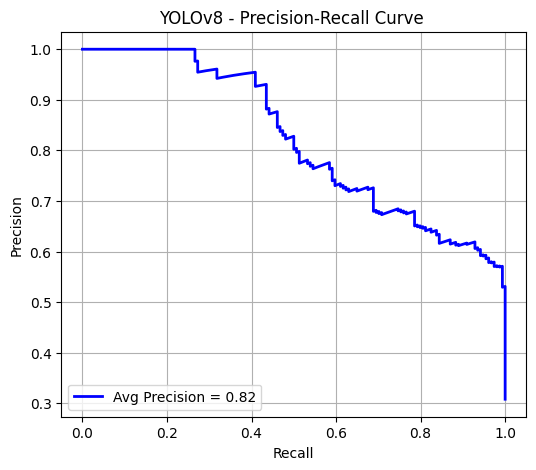 YOLOv8 - Precision-Recall Curve
1.0
0.9
0.8
0.7
0.6
0.5
0.4
0.3
Precision
Avg Precision = 0.82
0.0 0.2 0.4 0.6 0.8 1.0
Recall